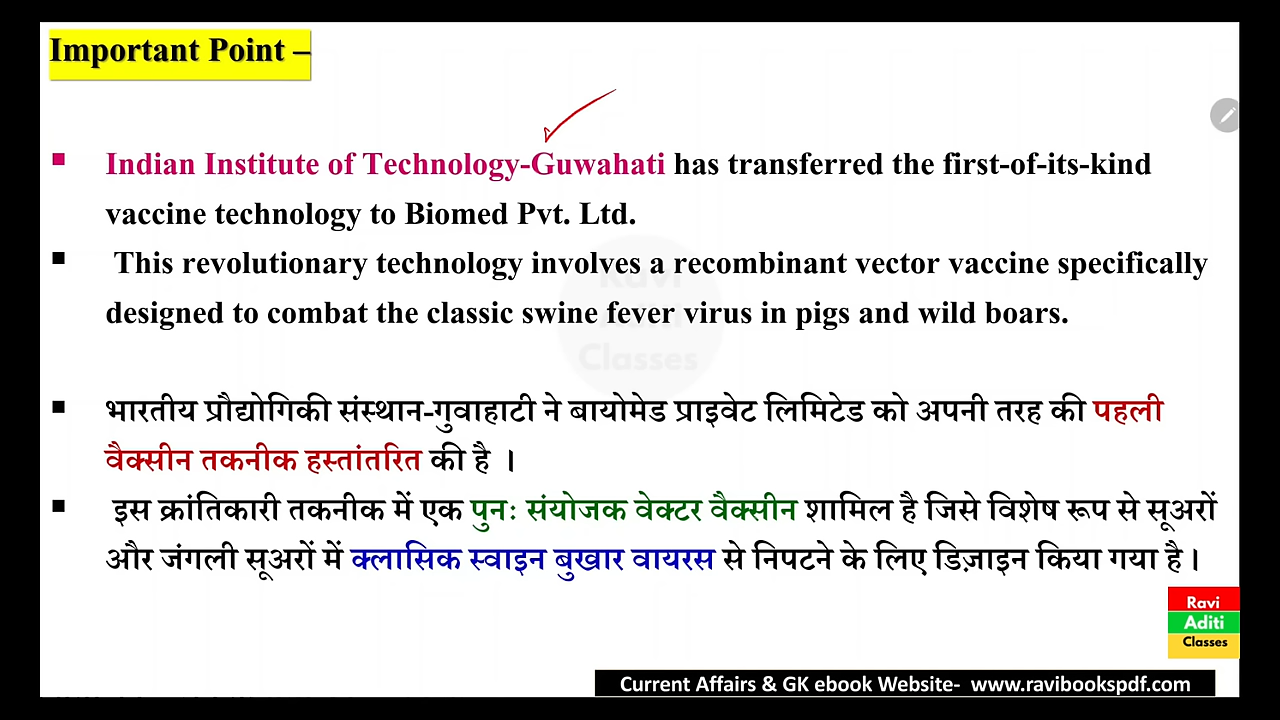 Important Point –
Indian Institute of Technology-Guwahati has transferred the first-of-its-kind
vaccine technology to Biomed Pvt. Ltd.
This revolutionary technology involves a recombinant vector vaccine specifically
designed to combat the classic swine fever virus in pigs and wild boars.
Ravi
Aditi
Classes
भारतीय प्रौद्योगिकी संस्थान-गुवाहाटी ने बायोमेड प्राइवेट लिमिटेड को अपनी तरह की पहली
वैक्सीन तकनीक हस्तांतरित की है ।
इस क्रांतिकारी तकनीक में एक पुनः संयोजक वेक्टर वैक्सीन शामिल है जिसे विशेष रूप से सूअरों
और जंगली सूअरों में क्लासिक स्वाइन बुखार वायरस से निपटने के लिए डिज़ाइन किया गया है।
Ravi
Aditi
Classes
Current Affairs & GK ebook Website- www.ravibookspdf.com